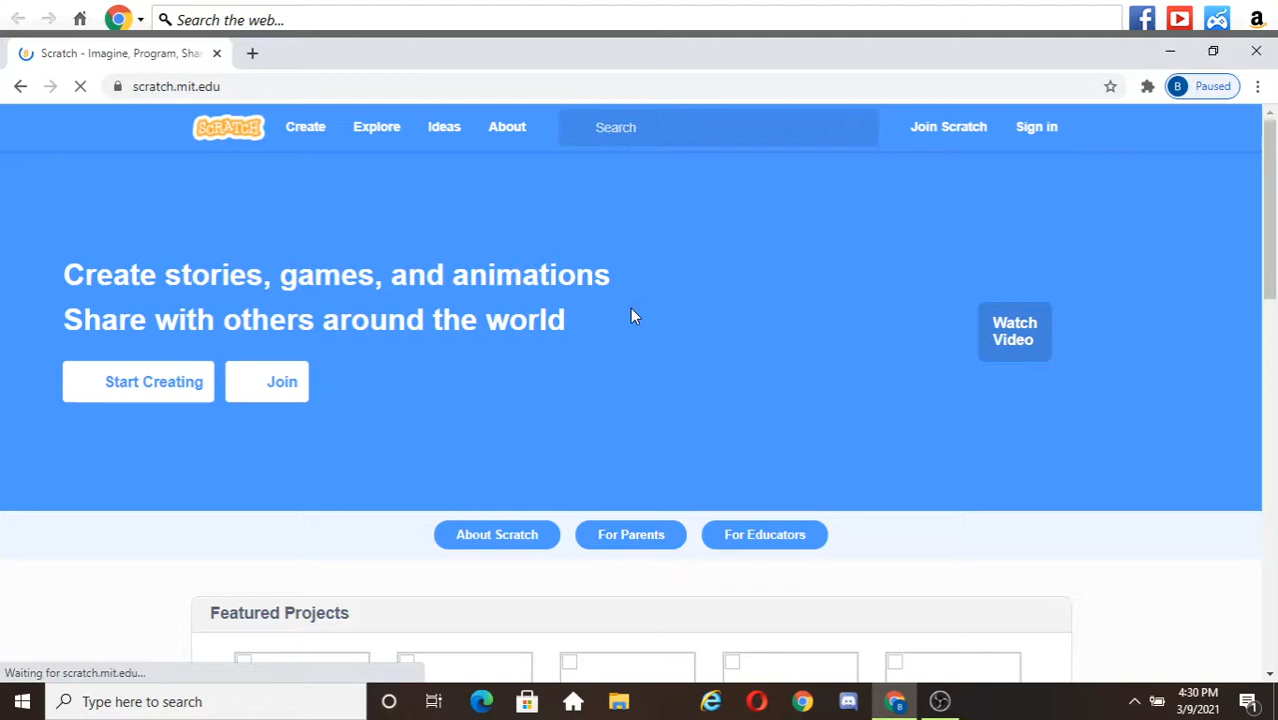 Search the web...
Scratch - Imagine, Program, Sha
scratch.mit.edu
B Paused
SCRATCH Create Explore Ideas About Search Join Scratch Sign in
Create stories, games, and animations
Share with others around the world
Watch
Video
Start Creating Join
About Scratch For Parents For Educators
Featured Projects
Waiting for scratch.mit.edu...
Type here to search
4:30 PM
3/9/2021